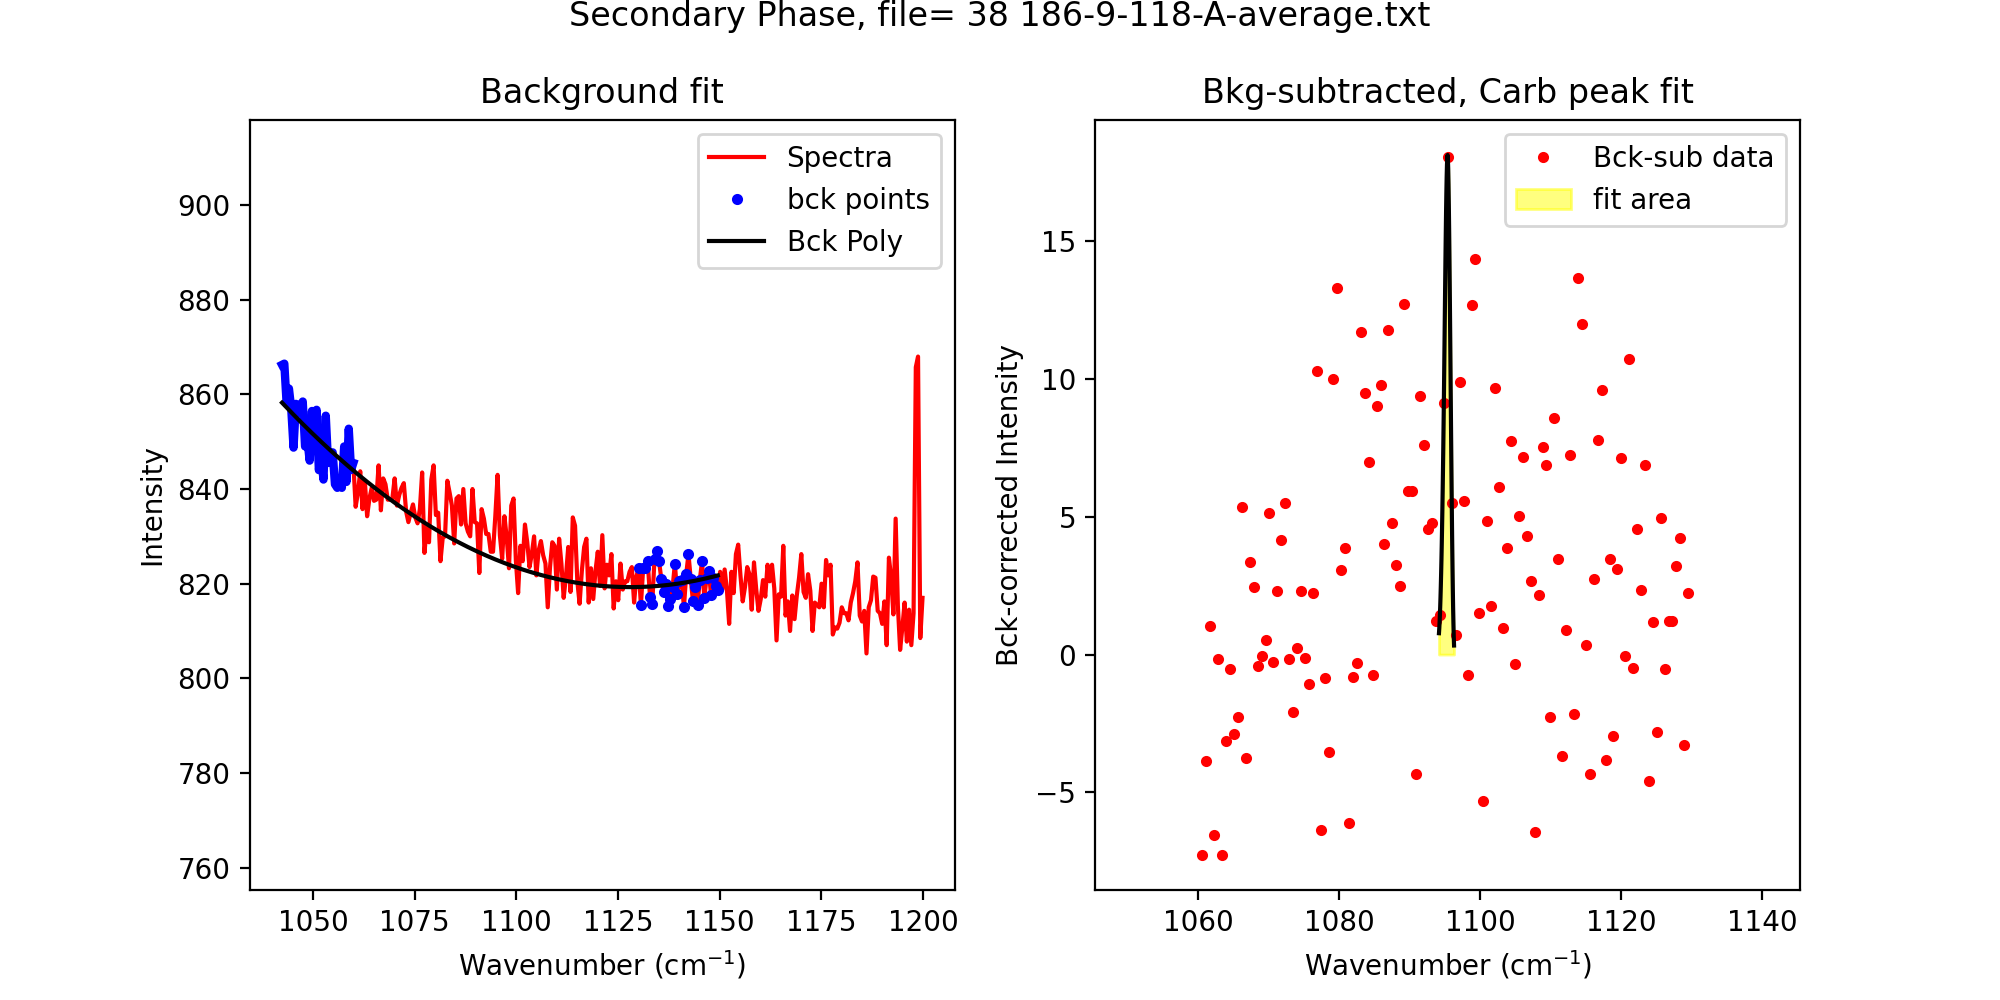 Secondary Phase, file= 38 186-9-118-A-average.txt
Background fit
Spectra
bck points
Bck Poly
900
880
860
840
820
800
780
760
Intensity
1050 1075 1100 1125 1150 1175 1200
Wavenumber (cm⁻¹)
Bkg-subtracted, Carb peak fit
Bck-sub data
fit area
15
10
5
0
−5
Bck-corrected Intensity
1060 1080 1100 1120 1140
Wavenumber (cm⁻¹)